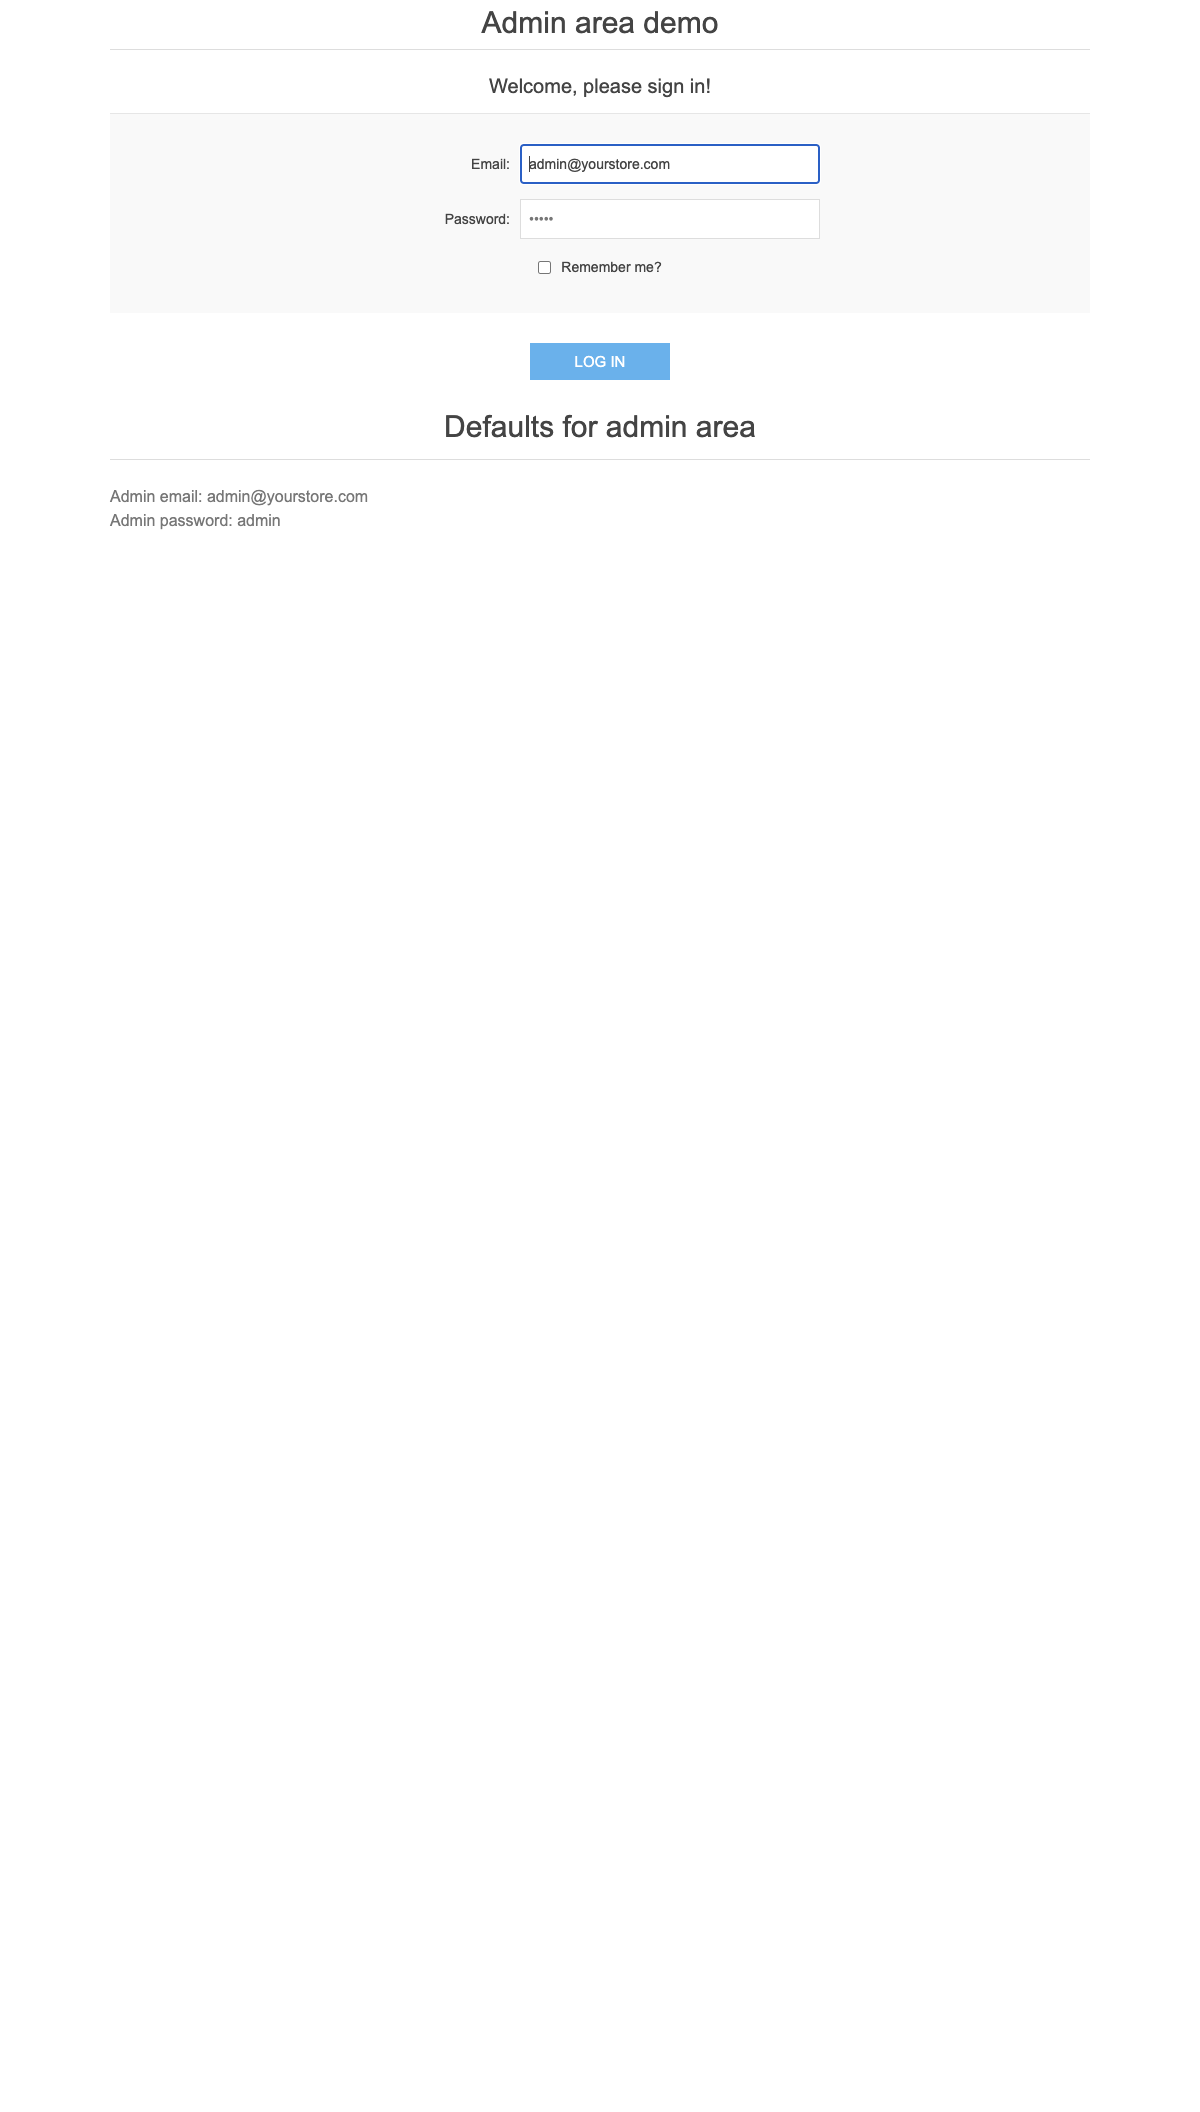 Admin area demo
Welcome, please sign in!
Email: admin@yourstore.com
Password: •••••
Remember me?
LOG IN
Defaults for admin area
Admin email: admin@yourstore.com
Admin password: admin